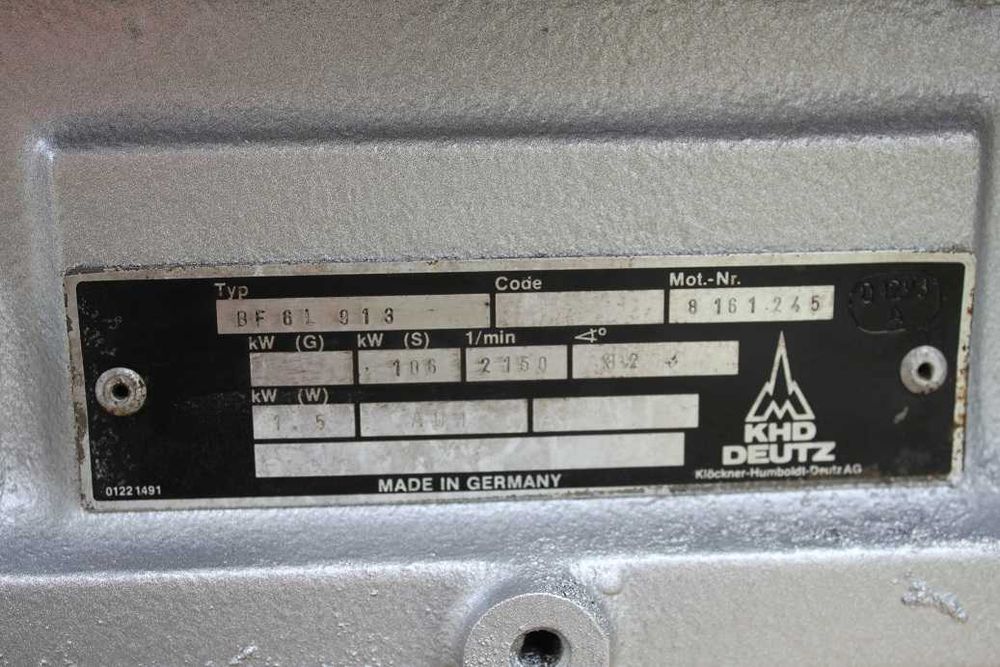 Typ Code Mot.-Nr.
BF 6L 913 8 161 245
kW (G) kW (S) 1/min ∢°
106 2150
kW (W)
1.5
KHD
DEUTZ
Klöckner-Humboldt-Deutz AG
01221491 MADE IN GERMANY